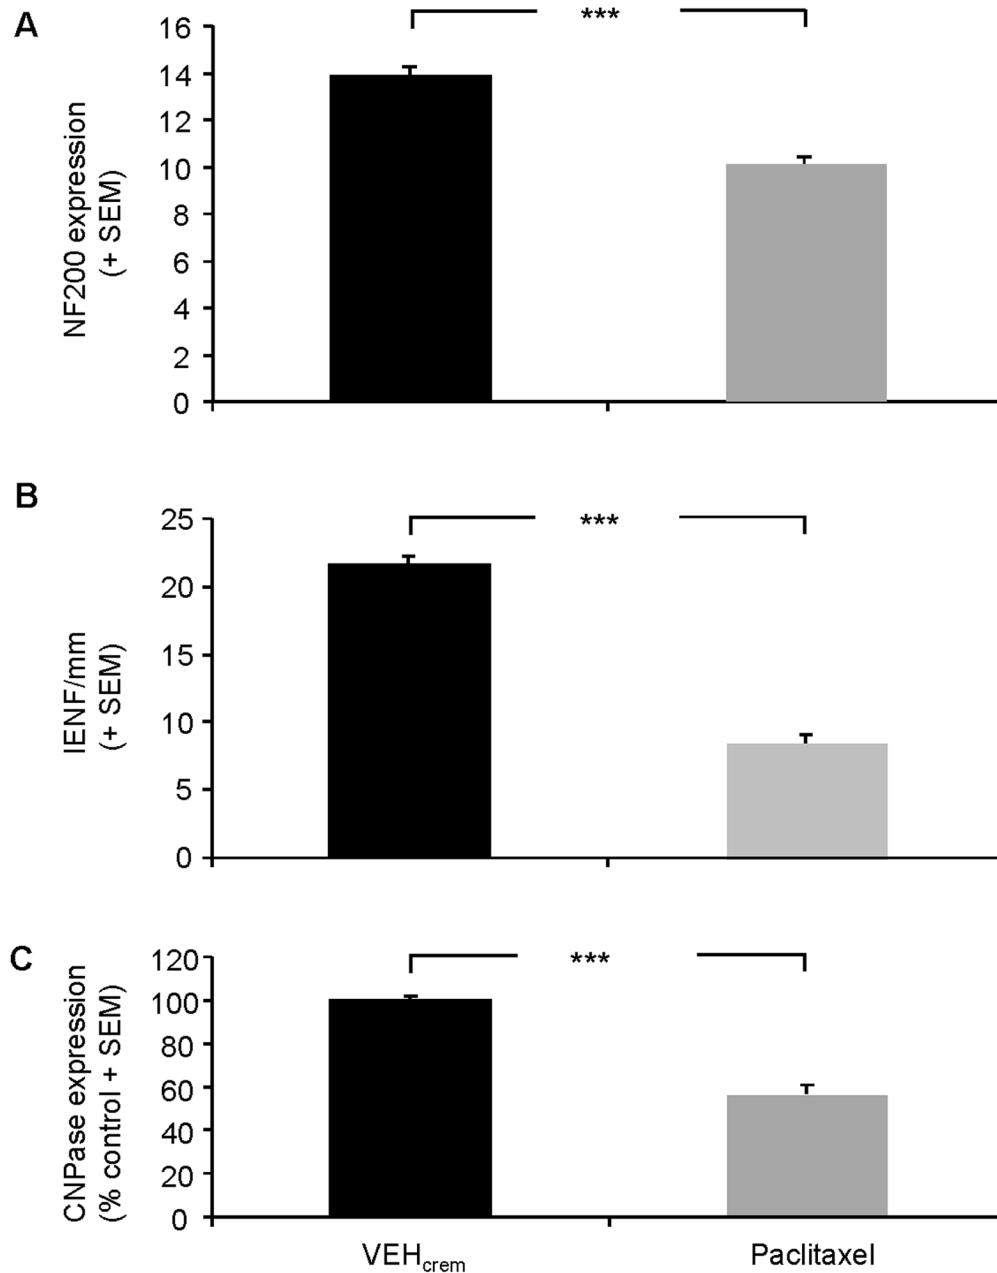 A
***
16
14
12
10
8
6
4
2
0
NF200 expression
(+ SEM)
B
***
25
20
15
10
5
0
IENF/mm
(+ SEM)
C
***
120
100
80
60
40
20
0
CNPase expression
(% control + SEM)
VEHcrem
Paclitaxel